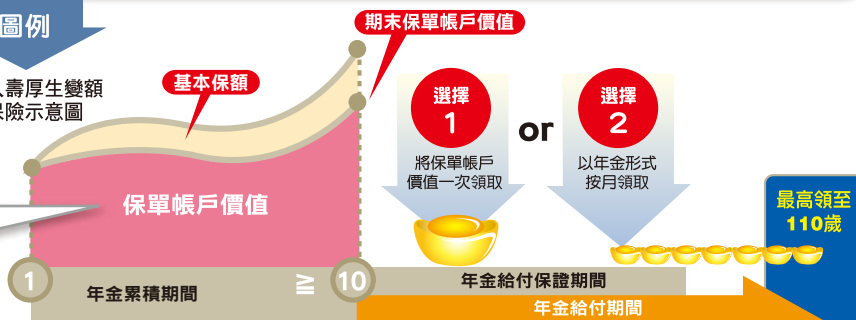 圖例
人壽厚生變額
保險示意圖
基本保額
期末保單帳戶價值
選擇
1
將保單帳戶
價值一次領取
or
選擇
2
以年金形式
按月領取
保單帳戶價值
最高領至
110歲
1
年金累積期間
≧
10
年金給付保證期間
年金給付期間